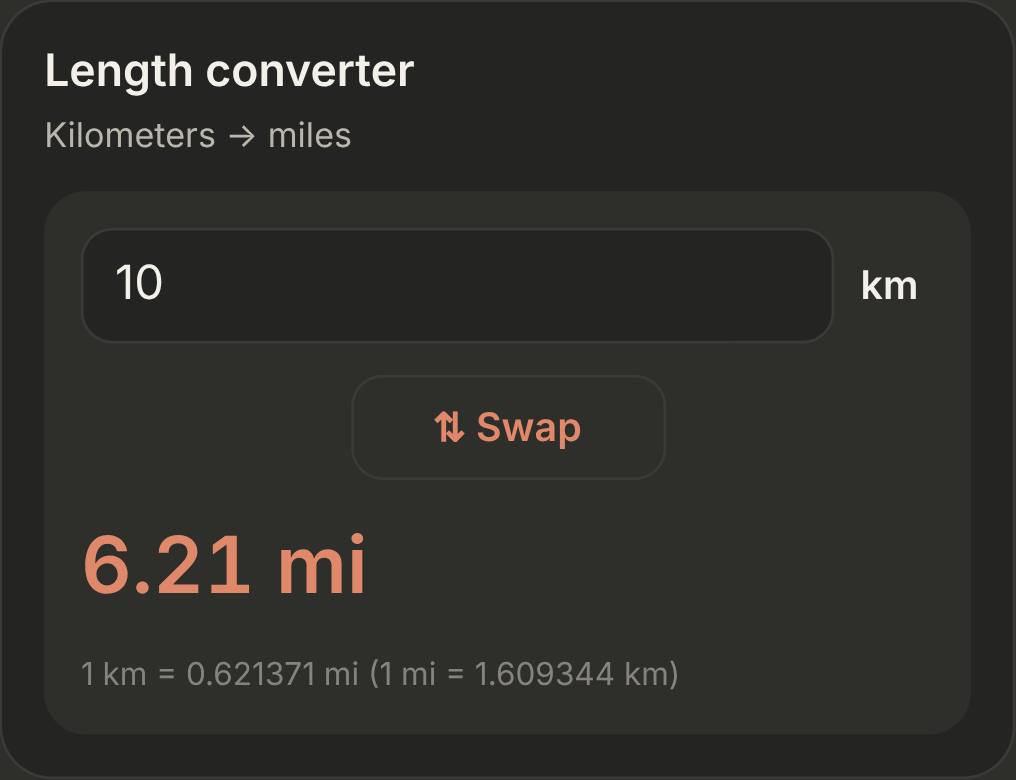 Length converter
Kilometers → miles
10 km
⇅ Swap
6.21 mi
1 km = 0.621371 mi (1 mi = 1.609344 km)